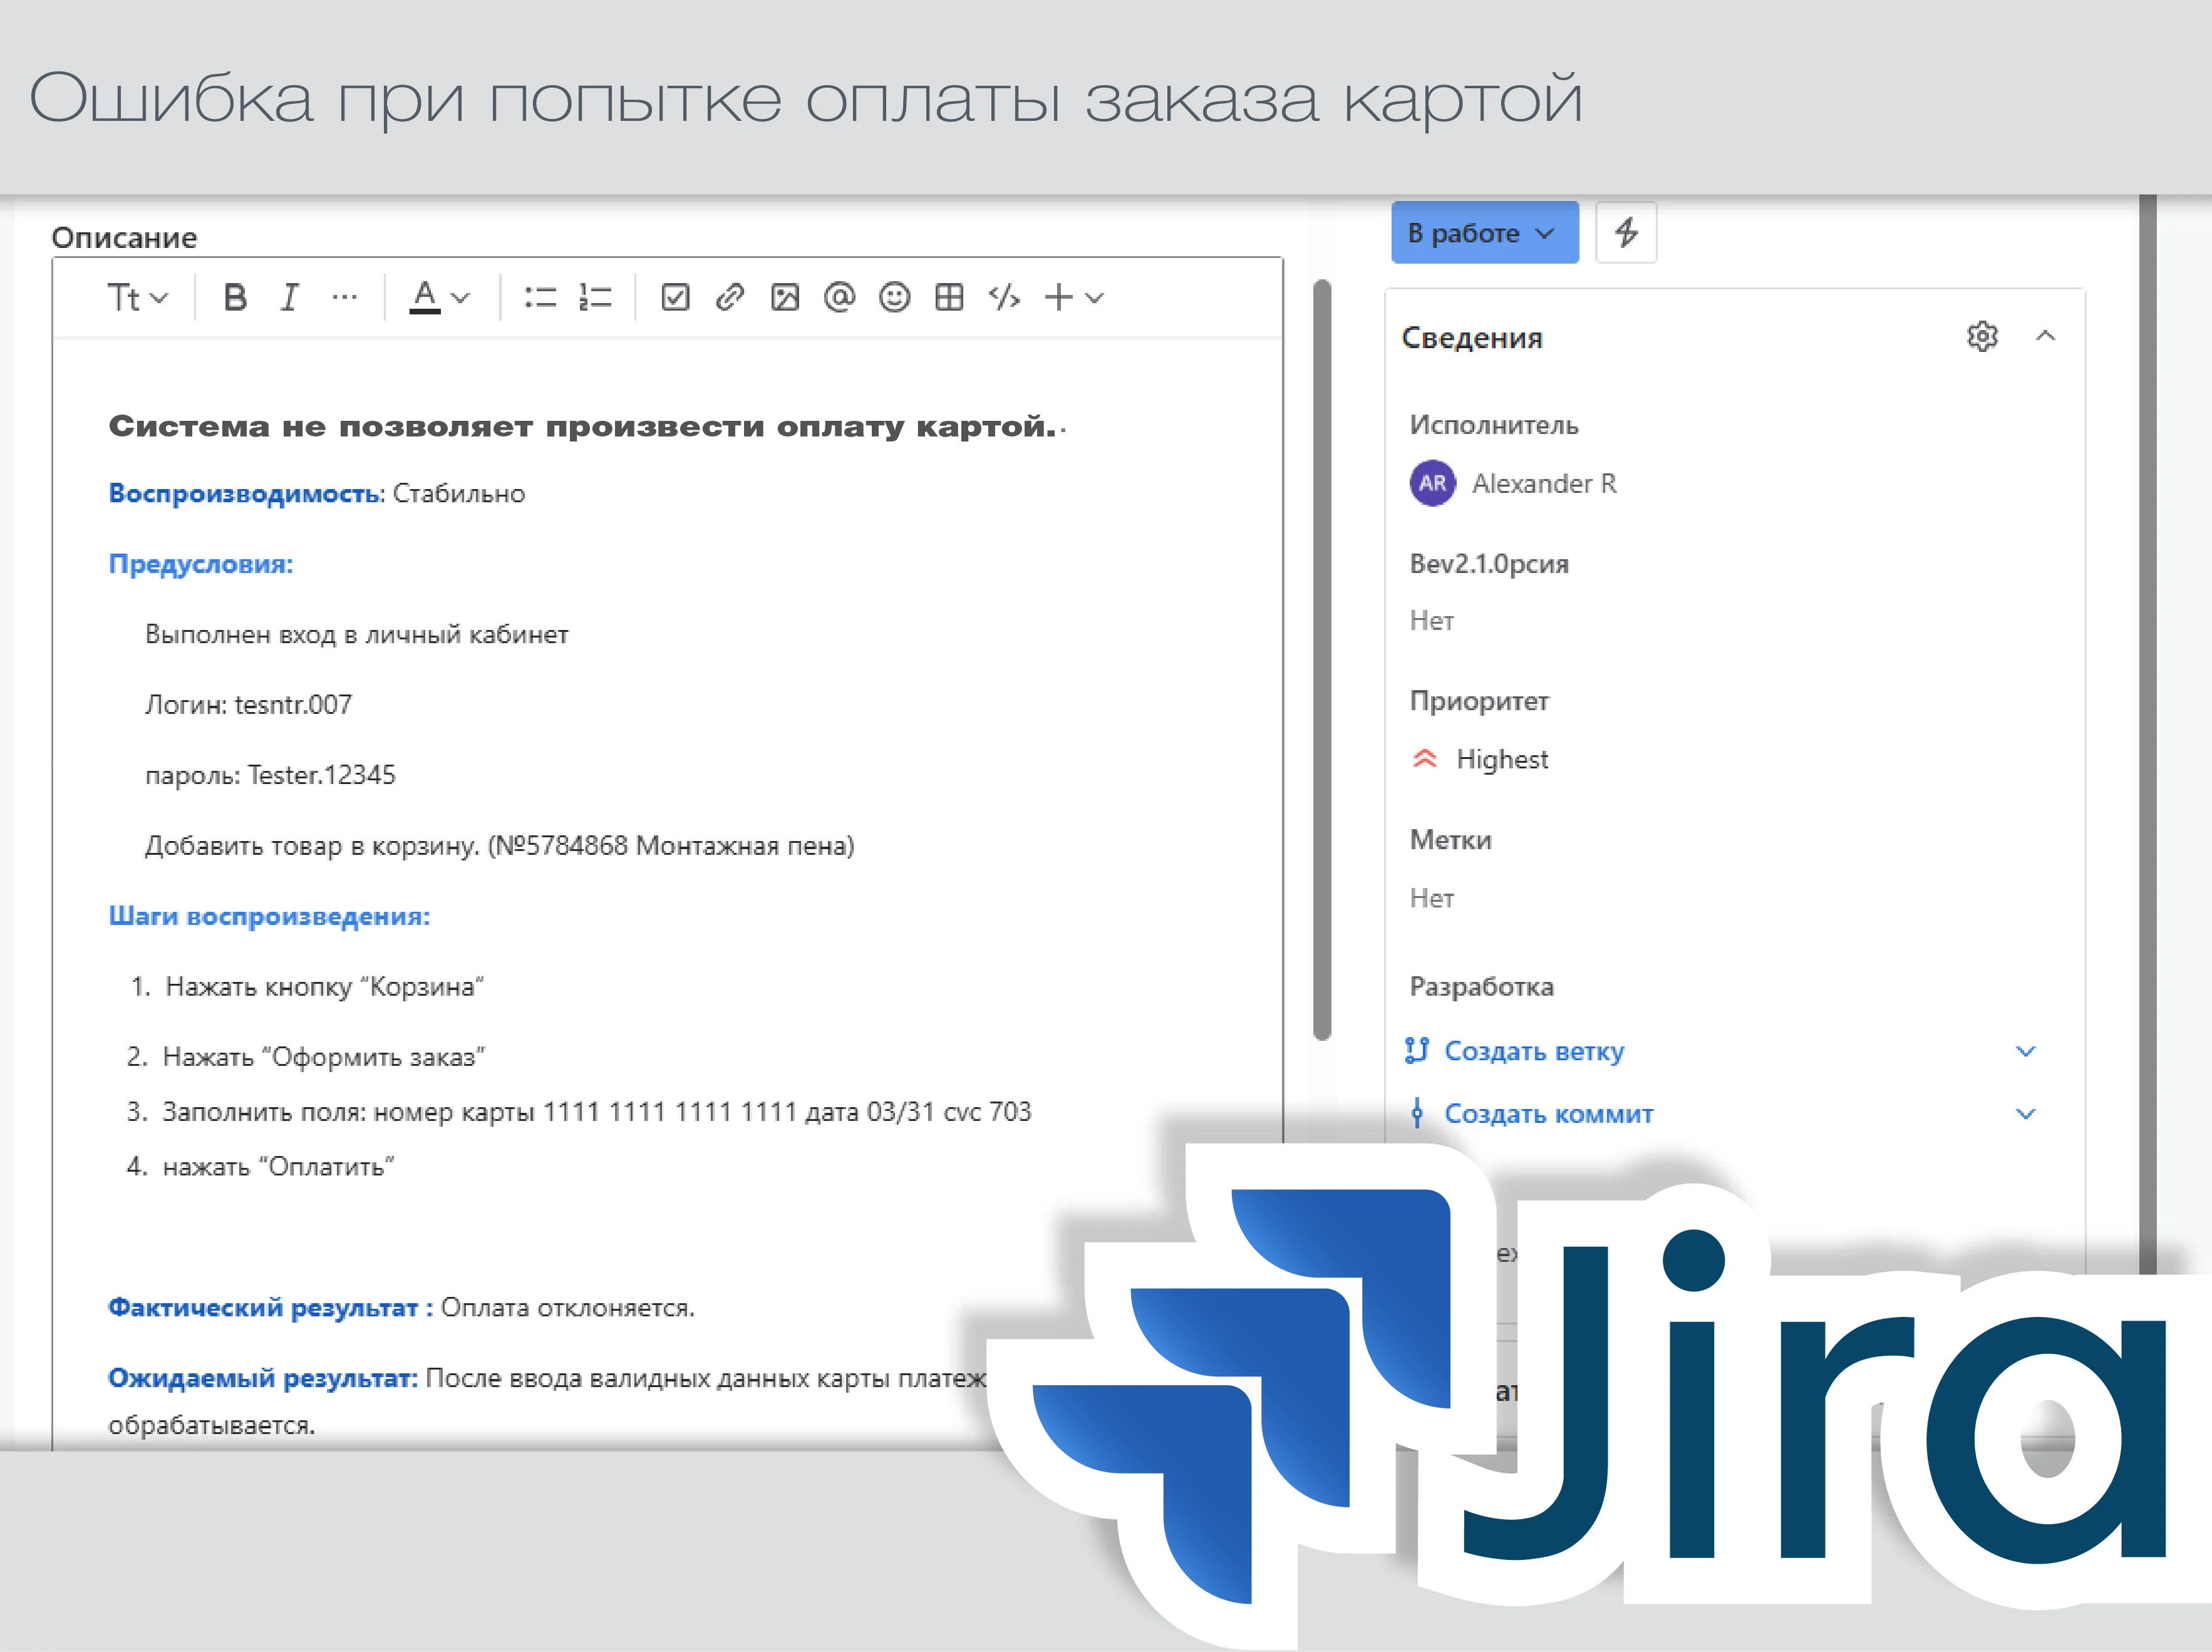 Ошибка при попытке оплаты заказа картой
Описание
Tt B I ... A @ </> +
Система не позволяет произвести оплату картой. .
Воспроизводимость: Стабильно
Предусловия:
Выполнен вход в личный кабинет
Логин: tesntr.007
пароль: Tester.12345
Добавить товар в корзину. (№5784868 Монтажная пена)
Шаги воспроизведения:
1. Нажать кнопку “Корзина“
2. Нажать “Оформить заказ“
3. Заполнить поля: номер карты 1111 1111 1111 1111 дата 03/31 cvc 703
4. нажать “Оплатить“
Фактический результат : Оплата отклоняется.
Ожидаемый результат: После ввода валидных данных карты платеж
обрабатывается.
В работе
Сведения
Исполнитель
AR Alexander R
Веv2.1.0рсия
Нет
Приоритет
Highest
Метки
Нет
Разработка
Создать ветку
Создать коммит
Jira